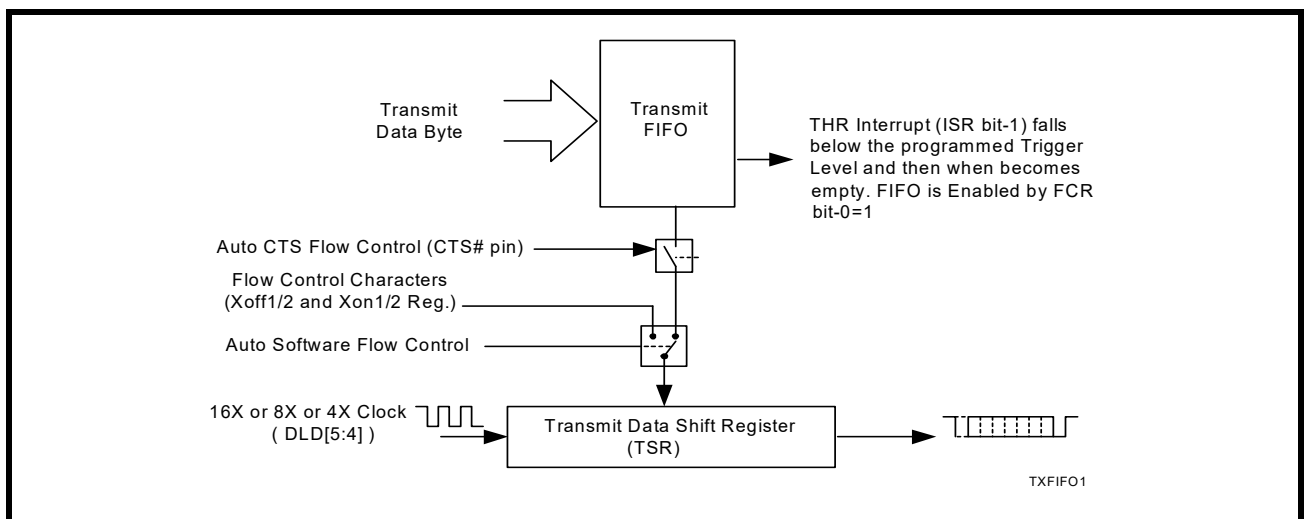 Transmit
Data Byte
Transmit
FIFO
THR Interrupt (ISR bit-1) falls
below the programmed Trigger
Level and then when becomes
empty. FIFO is Enabled by FCR
bit-0=1
Auto CTS Flow Control (CTS# pin)
Flow Control Characters
(Xoff1/2 and Xon1/2 Reg.)
Auto Software Flow Control
16X or 8X or 4X Clock
( DLD[5:4] )
Transmit Data Shift Register
(TSR)
TXFIFO1